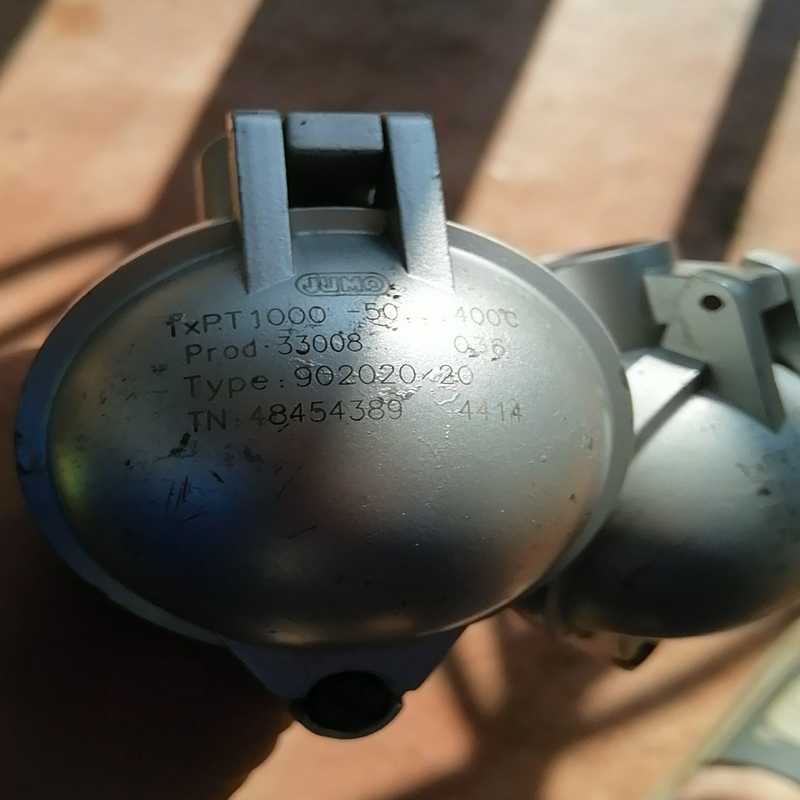 JUMO
1xPT1000 -50...400°C
Prod.33008 036
Type:902020/20
TN:48454389 4414